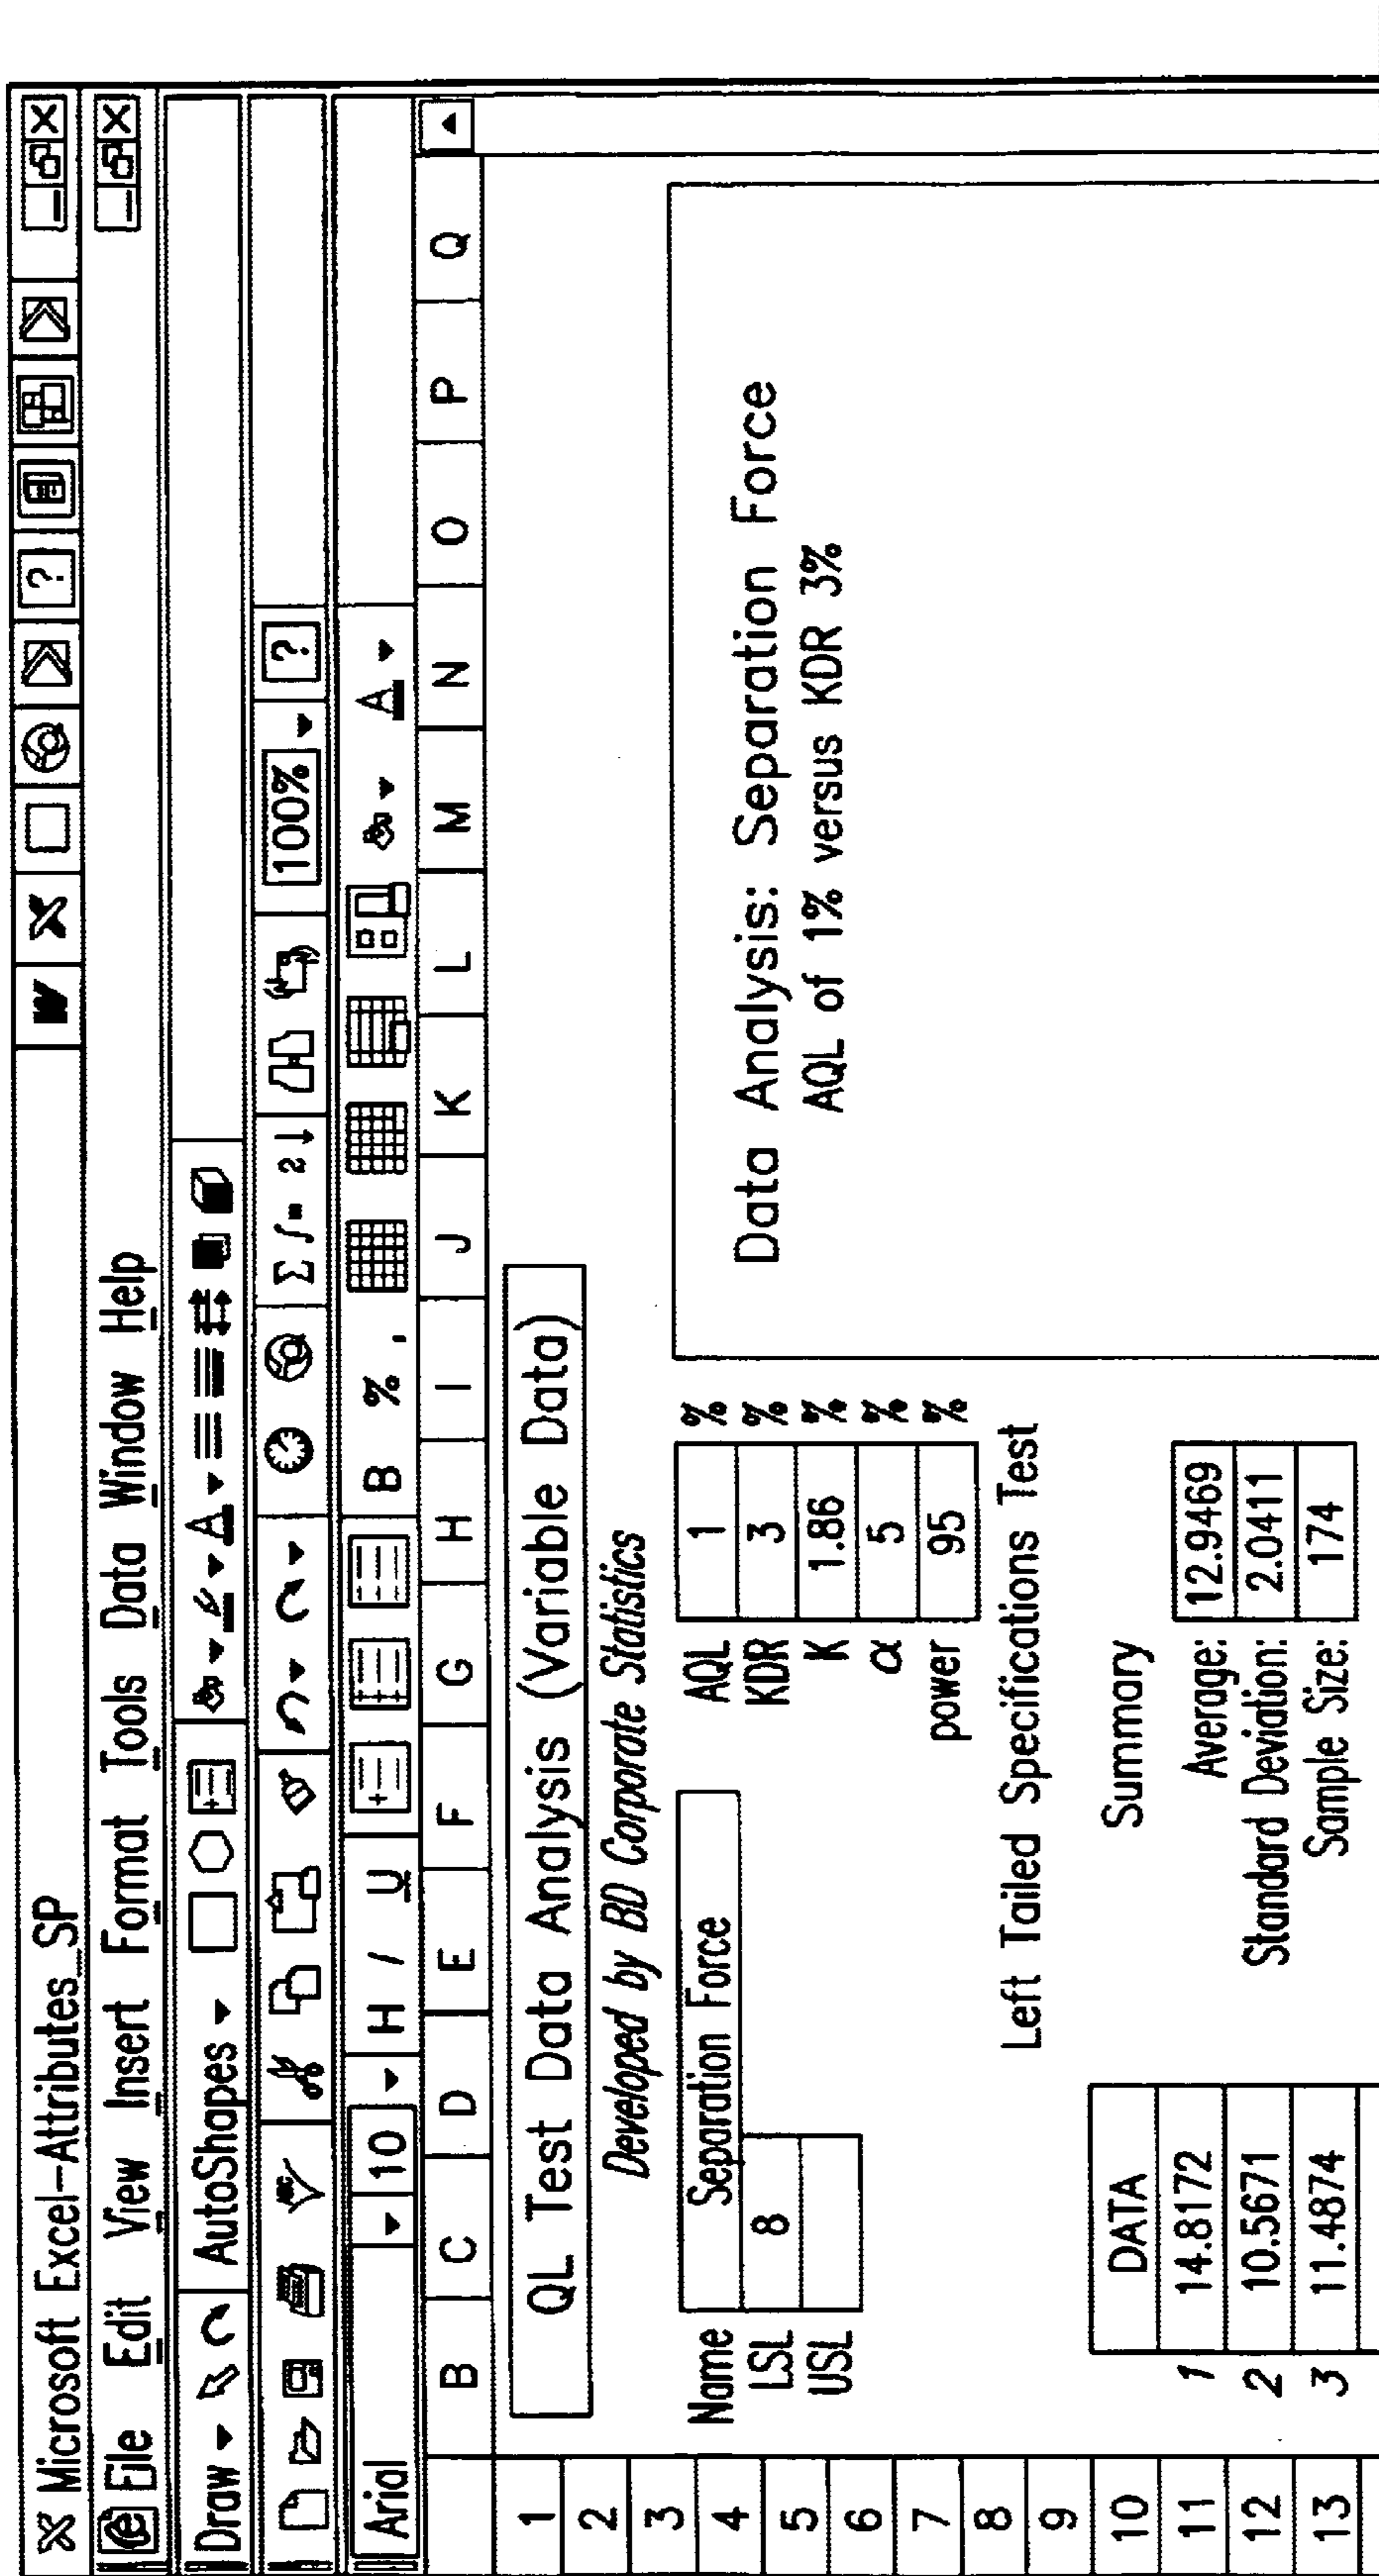 Microsoft Excel-Attributes_SP
W X ?
File Edit View Insert Format Tools Data Window Help
Draw AutoShapes A
ABC Σ ƒ= 2↓ 100% ?
Arial 10 H / U B % , A
B C D E F G H I J K L M N O P Q
1 QL Test Data Analysis (Variable Data)
2 Developed by BD Corporate Statistics
3
4 Name Separation Force AQL 1 %
5 LSL 8 KDR 3 %
6 USL K 1.86 %
α 5 %
7 power 95 %
8 Left Tailed Specifications Test
9
10 DATA Summary
11 1 14.8172 Average: 12.9469
12 2 10.5671 Standard Deviation: 2.0411
13 3 11.4874 Sample Size: 174
Data Analysis: Separation Force
AQL of 1% versus KDR 3%